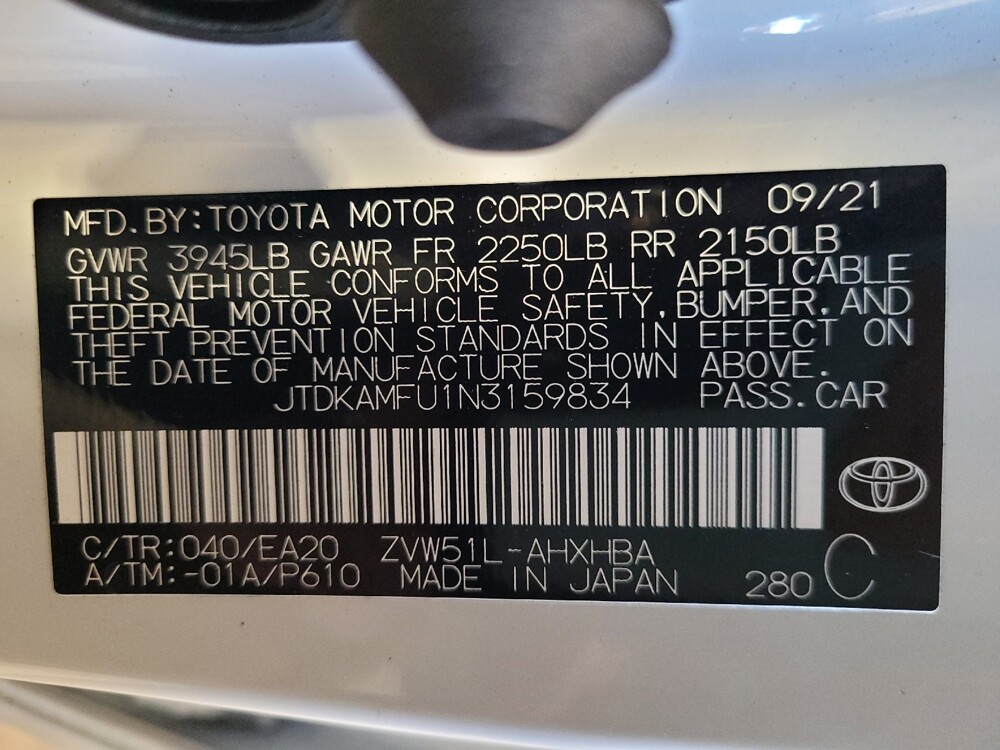 MFD. BY: TOYOTA MOTOR CORPORATION 09/21
GVWR 3945LB GAWR FR 2250LB RR 2150LB
THIS VEHICLE CONFORMS TO ALL APPLICABLE
FEDERAL MOTOR VEHICLE SAFETY, BUMPER, AND
THEFT PREVENTION STANDARDS IN EFFECT ON
THE DATE OF MANUFACTURE SHOWN ABOVE.
JTDKAMFU1N3159834 PASS. CAR
C/TR: 040/EA20 ZVW51L-AHXHBA
A/TM: -01A/P610 MADE IN JAPAN 280 C